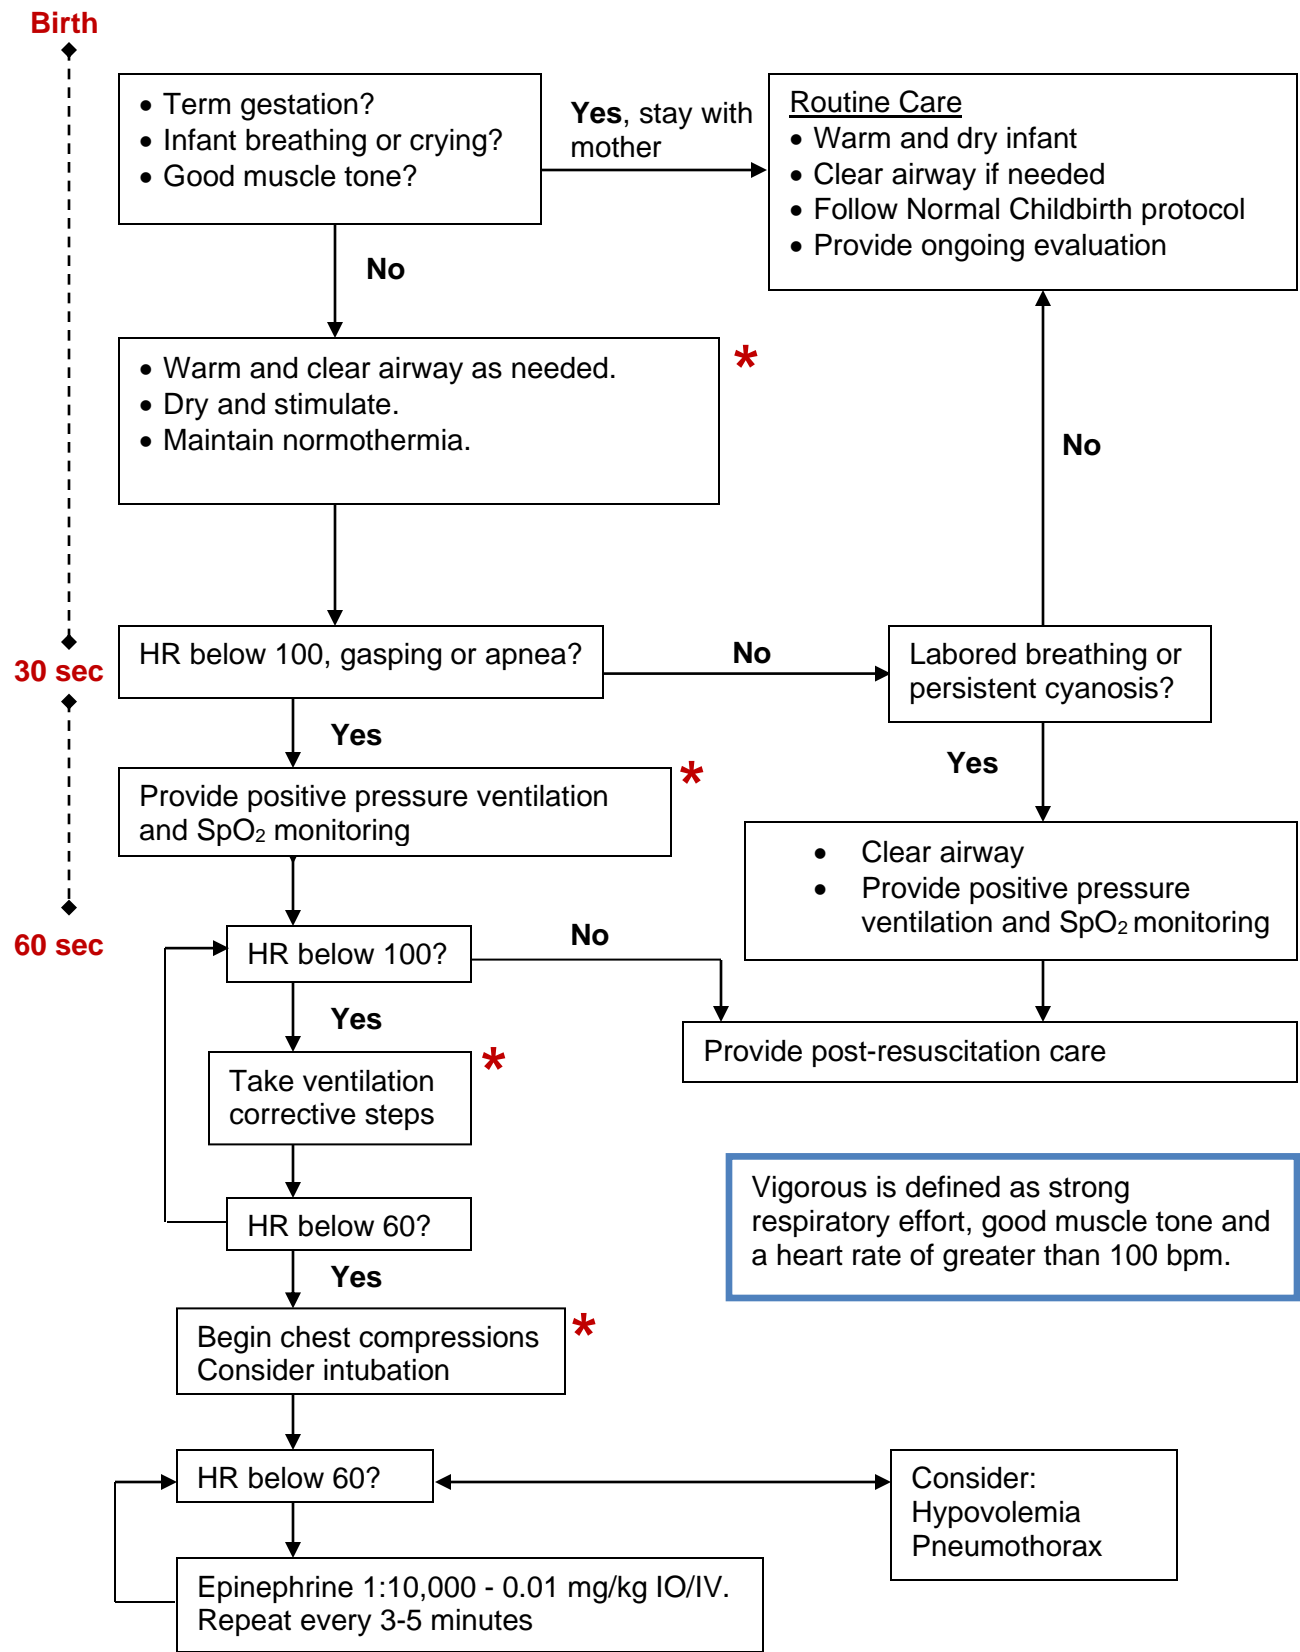 Birth
• Term gestation?
• Infant breathing or crying?
• Good muscle tone?
Yes, stay with
mother
Routine Care
• Warm and dry infant
• Clear airway if needed
• Follow Normal Childbirth protocol
• Provide ongoing evaluation
No
• Warm and clear airway as needed.
• Dry and stimulate.
• Maintain normothermia.
*
No
30 sec
HR below 100, gasping or apnea?
No
Labored breathing or
persistent cyanosis?
Yes
Yes
Provide positive pressure ventilation
and SpO₂ monitoring
*
• Clear airway
• Provide positive pressure
ventilation and SpO₂ monitoring
60 sec
HR below 100?
No
Yes
Provide post-resuscitation care
Take ventilation
corrective steps
*
Vigorous is defined as strong
respiratory effort, good muscle tone and
a heart rate of greater than 100 bpm.
HR below 60?
Yes
Begin chest compressions
Consider intubation
*
HR below 60?
Consider:
Hypovolemia
Pneumothorax
Epinephrine 1:10,000 - 0.01 mg/kg IO/IV.
Repeat every 3-5 minutes